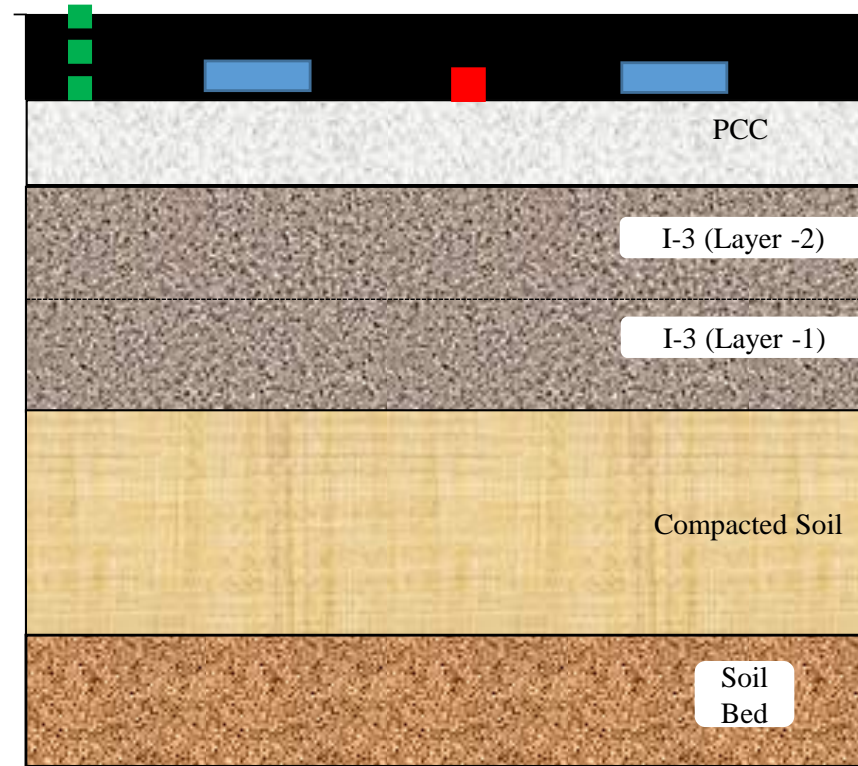 PCC
I-3 (Layer -2)
I-3 (Layer -1)
Compacted Soil
Soil
Bed